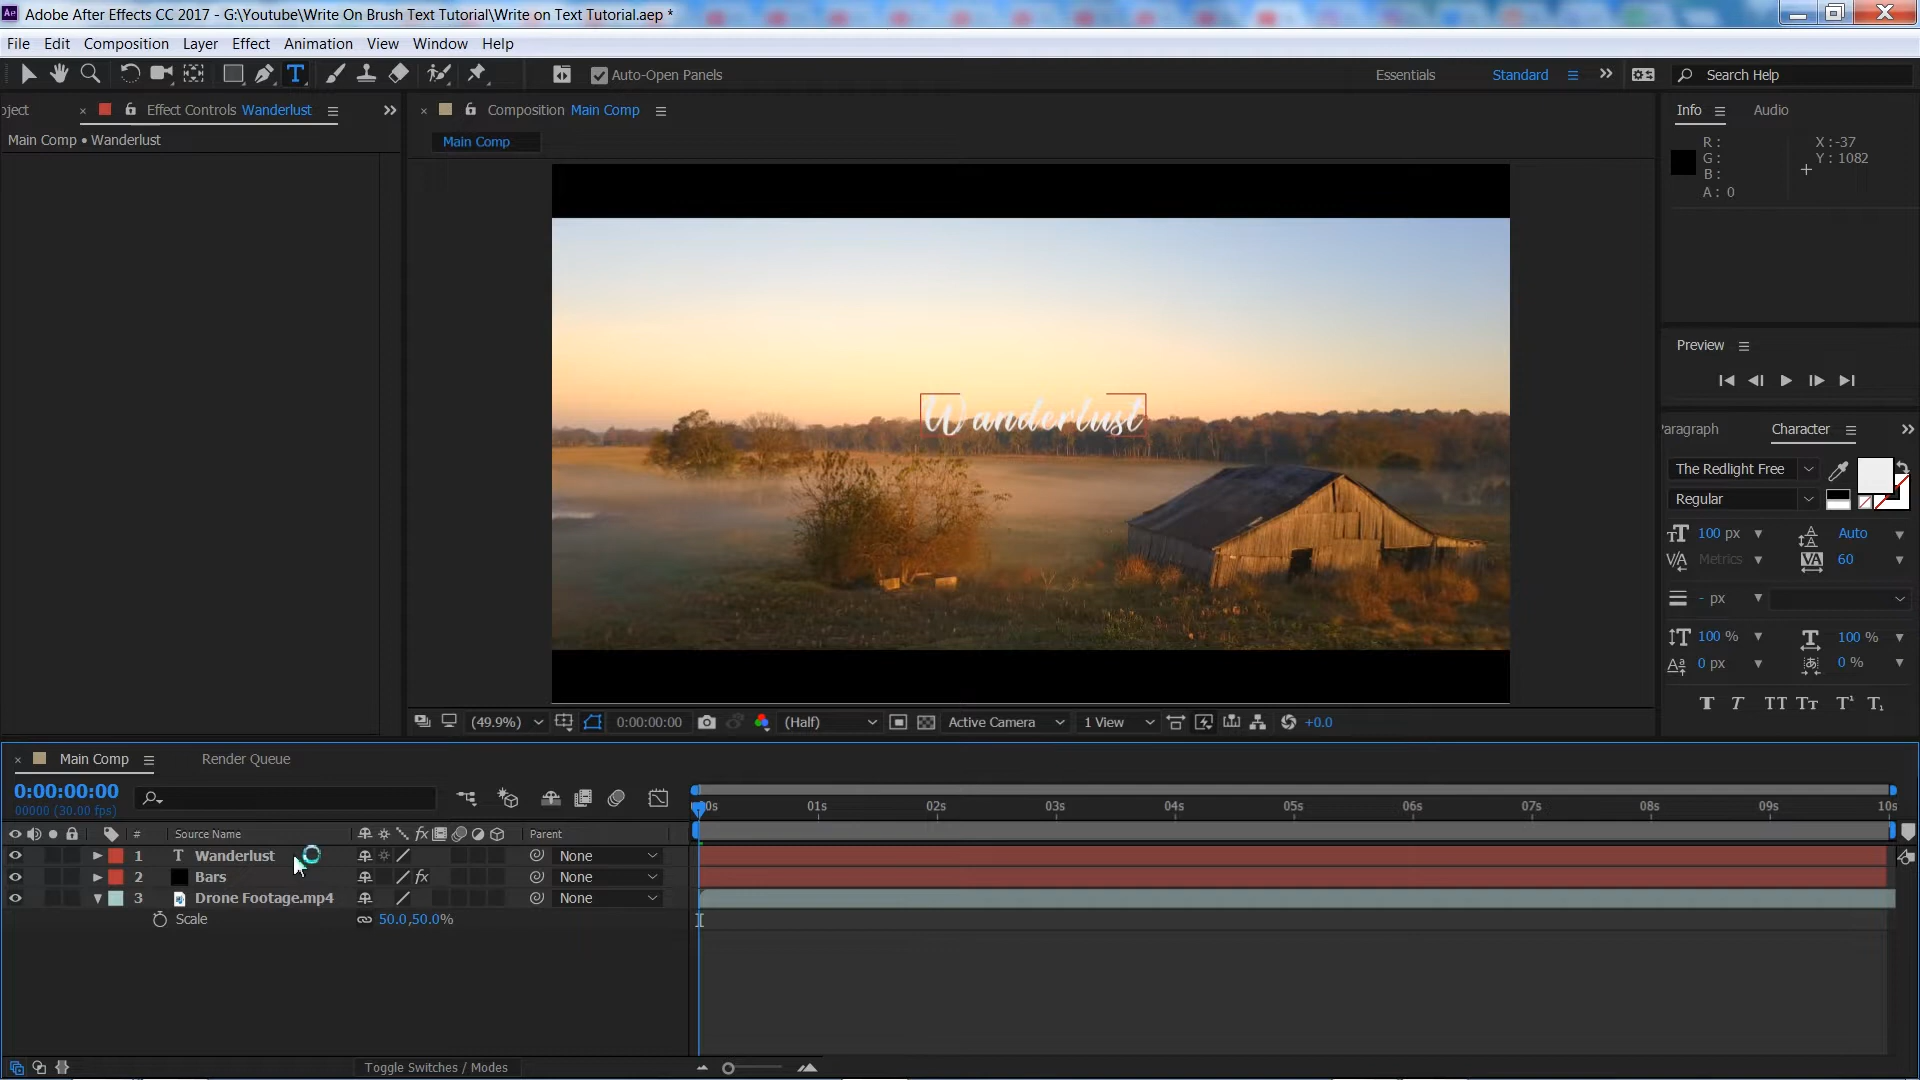 Adobe After Effects CC 2017 - G:\Youtube\Write On Brush Text Tutorial\Write on Text Tutorial.aep *
File Edit Composition Layer Effect Animation View Window Help
Auto-Open Panels
Essentials Standard Search Help
oject × Effect Controls Wanderlust
× Composition Main Comp
Info Audio
Main Comp • Wanderlust
Main Comp
R :
G :
B :
A : 0
X : -37
Y : 1082
Wanderlust
Preview
Paragraph Character
The Redlight Free
Regular
100 px Auto
Metrics 60
- px
100 % 100 %
0 px 0 %
T T TT Tт T¹ T₁
(49.9%) 0:00:00:00 (Half) Active Camera 1 View +0.0
× Main Comp Render Queue
0:00:00:00
00000 (30.00 fps)
00s 01s 02s 03s 04s 05s 06s 07s 08s 09s 10s
# Source Name Parent
1 T Wanderlust None
2 Bars fx None
3 Drone Footage.mp4 None
Scale 50.0,50.0%
Toggle Switches / Modes